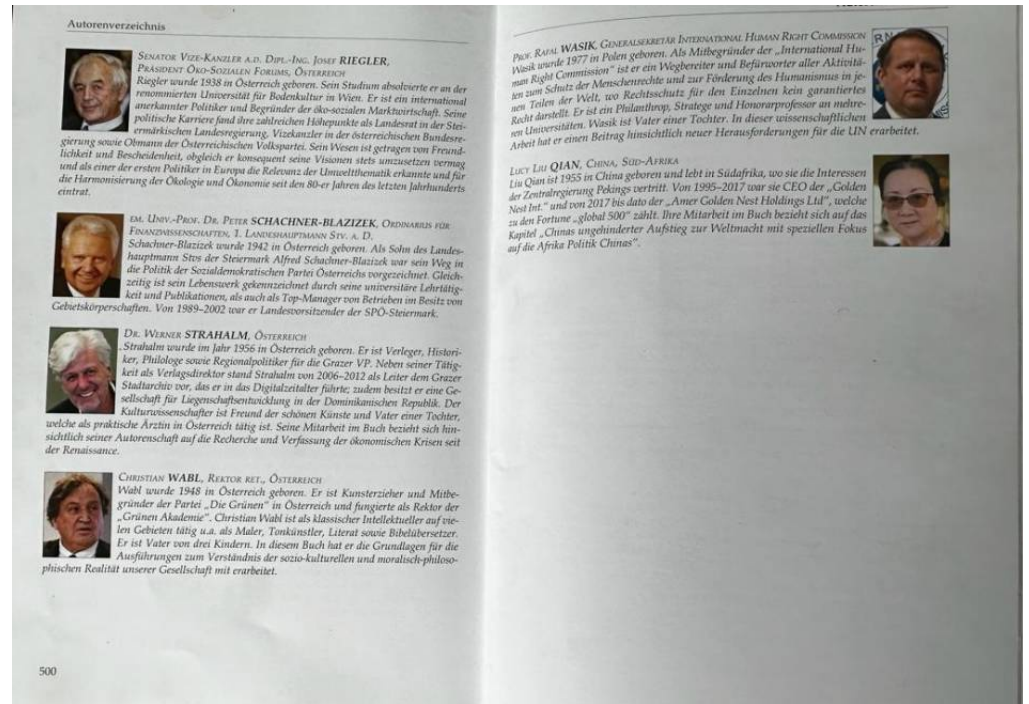 Autorenverzeichnis
SENATOR VIZE-KANZLER A.D. DIPL.-ING. JOSEF RIEGLER,
PRÄSIDENT ÖKO-SOZIALEN FORUMS, ÖSTERREICH
Riegler wurde 1938 in Österreich geboren. Sein Studium absolvierte er an der
renommierten Universität für Bodenkultur in Wien. Er ist ein international
anerkannter Politiker und Begründer der öko-sozialen Marktwirtschaft. Seine
politische Karriere fand ihre zahlreichen Höhepunkte als Landesrat in der Stei-
ermärkischen Landesregierung, Vizekanzler in der österreichischen Bundesre-
gierung sowie Obmann der Österreichischen Volkspartei. Sein Wesen ist getragen von Freund-
lichkeit und Bescheidenheit, obgleich er konsequent seine Visionen stets umzusetzen vermag
und als einer der ersten Politiker in Europa die Relevanz der Umweltthematik erkannte und für
die Harmonisierung der Ökologie und Ökonomie seit den 80-er Jahren des letzten Jahrhunderts
eintrat.
EM. UNIV.-PROF. DR. PETER SCHACHNER-BLAZIZEK, ORDINARIUS FÜR
FINANZWISSENSCHAFTEN, 1. LANDESHAUPTMANN STV. A. D.
Schachner-Blazizek wurde 1942 in Österreich geboren. Als Sohn des Landes-
hauptmann Stvs der Steiermark Alfred Schachner-Blazizek war sein Weg in
die Politik der Sozialdemokratischen Partei Österreichs vorgezeichnet. Gleich-
zeitig ist sein Lebenswerk gekennzeichnet durch seine universitäre Lehrtätig-
keit und Publikationen, als auch als Top-Manager von Betrieben im Besitz von
Gebietskörperschaften. Von 1989–2002 war er Landesvorsitzender der SPÖ-Steiermark.
DR. WERNER STRAHALM, ÖSTERREICH
Strahalm wurde im Jahr 1956 in Österreich geboren. Er ist Verleger, Histori-
ker, Philologe sowie Regionalpolitiker für die Grazer VP. Neben seiner Tätig-
keit als Verlagsdirektor stand Strahalm von 2006–2012 als Leiter dem Grazer
Stadtarchiv vor, das er in das Digitalzeitalter führte; zudem besitzt er eine Ge-
sellschaft für Liegenschaftsentwicklung in der Dominikanischen Republik. Der
Kulturwissenschafter ist Freund der schönen Künste und Vater einer Tochter,
welche als praktische Ärztin in Österreich tätig ist. Seine Mitarbeit im Buch bezieht sich hin-
sichtlich seiner Autorenschaft auf die Recherche und Verfassung der ökonomischen Krisen seit
der Renaissance.
CHRISTIAN WABL, REKTOR RET., ÖSTERREICH
Wabl wurde 1948 in Österreich geboren. Er ist Kunsterzieher und Mitbe-
gründer der Partei „Die Grünen" in Österreich und fungierte als Rektor der
„Grünen Akademie". Christian Wabl ist als klassischer Intellektueller auf vie-
len Gebieten tätig u.a. als Maler, Tonkünstler, Literat sowie Bibelübersetzer.
Er ist Vater von drei Kindern. In diesem Buch hat er die Grundlagen für die
Ausführungen zum Verständnis der sozio-kulturellen und moralisch-philoso-
phischen Realität unserer Gesellschaft mit erarbeitet.
500
PROF. RAFAL WASIK, GENERALSEKRETÄR INTERNATIONAL HUMAN RIGHT COMMISSION
Wasik wurde 1977 in Polen geboren. Als Mitbegründer der „International Hu-
man Right Commission" ist er ein Wegbereiter und Befürworter aller Aktivitä-
ten zum Schutz der Menschenrechte und zur Förderung des Humanismus in je-
nen Teilen der Welt, wo Rechtsschutz für den Einzelnen kein garantiertes
Recht darstellt. Er ist ein Philanthrop, Stratege und Honorarprofessor an mehre-
ren Universitäten. Wasik ist Vater einer Tochter. In dieser wissenschaftlichen
Arbeit hat er einen Beitrag hinsichtlich neuer Herausforderungen für die UN erarbeitet.
LUCY LIU QIAN, CHINA, SÜD-AFRIKA
Liu Qian ist 1955 in China geboren und lebt in Südafrika, wo sie die Interessen
der Zentralregierung Pekings vertritt. Von 1995-2017 war sie CEO der „Golden
Nest Int." und von 2017 bis dato der „Amer Golden Nest Holdings Ltd", welche
zu den Fortune „global 500" zählt. Ihre Mitarbeit im Buch bezieht sich auf das
Kapitel „Chinas ungehinderter Aufstieg zur Weltmacht mit speziellen Fokus
auf die Afrika Politik Chinas".